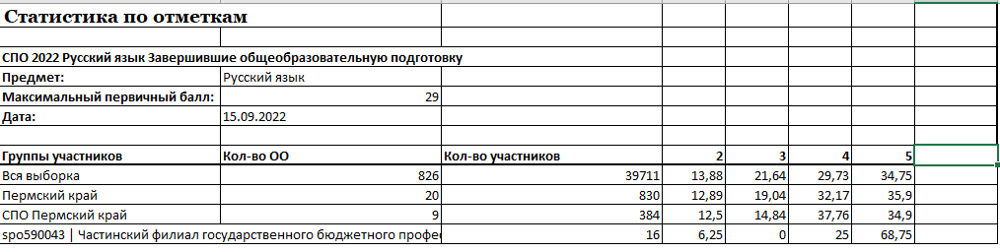 Статистика по отметкам
СПО 2022 Русский язык Завершившие общеобразовательную подготовку
Предмет: Русский язык
Максимальный первичный балл: 29
Дата: 15.09.2022
Группы участников Кол-во ОО Кол-во участников 2 3 4 5
Вся выборка 826 39711 13,88 21,64 29,73 34,75
Пермский край 20 830 12,89 19,04 32,17 35,9
СПО Пермский край 9 384 12,5 14,84 37,76 34,9
spo590043 | Частинский филиал государственного бюджетного профе 16 6,25 0 25 68,75